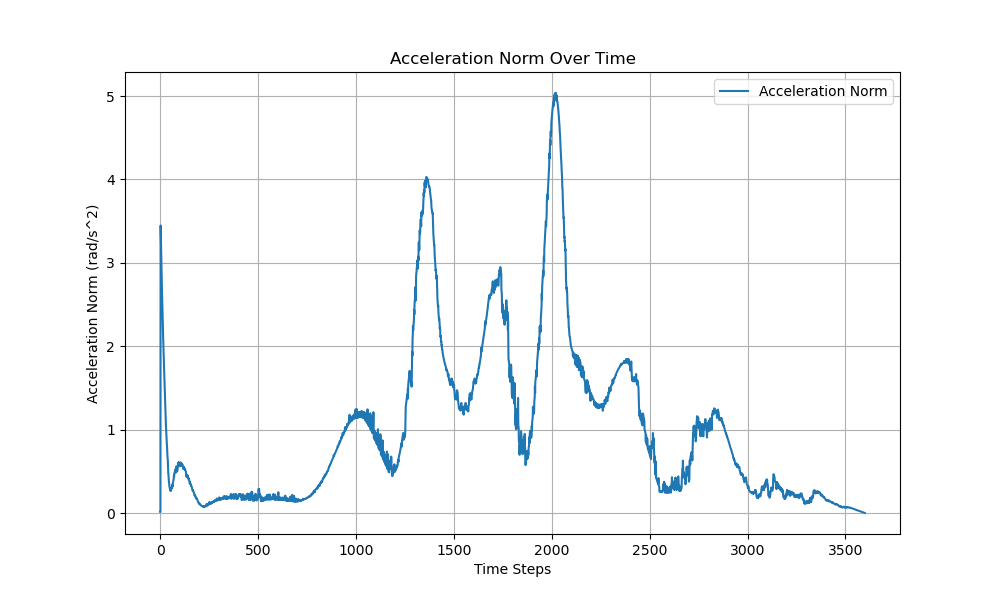 Acceleration Norm Over Time
Acceleration Norm
Acceleration Norm (rad/s^2)
5
4
3
2
1
0
0 500 1000 1500 2000 2500 3000 3500
Time Steps